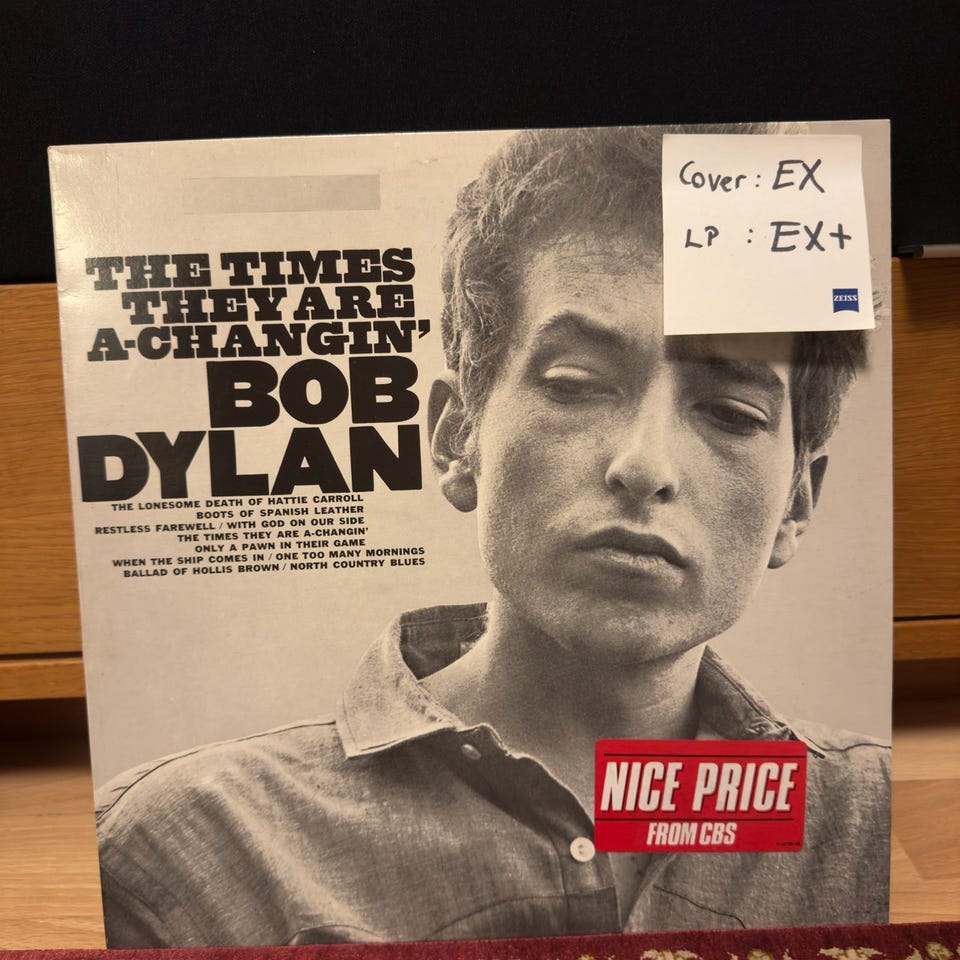 THE TIMES
THEY ARE
A-CHANGIN'
BOB
DYLAN
THE LONESOME DEATH OF HATTIE CARROLL
BOOTS OF SPANISH LEATHER
RESTLESS FAREWELL / WITH GOD ON OUR SIDE
THE TIMES THEY ARE A-CHANGIN'
ONLY A PAWN IN THEIR GAME
WHEN THE SHIP COMES IN / ONE TOO MANY MORNINGS
BALLAD OF HOLLIS BROWN / NORTH COUNTRY BLUES
Cover: EX
LP : EX+
ZEISS
NICE PRICE
FROM CBS